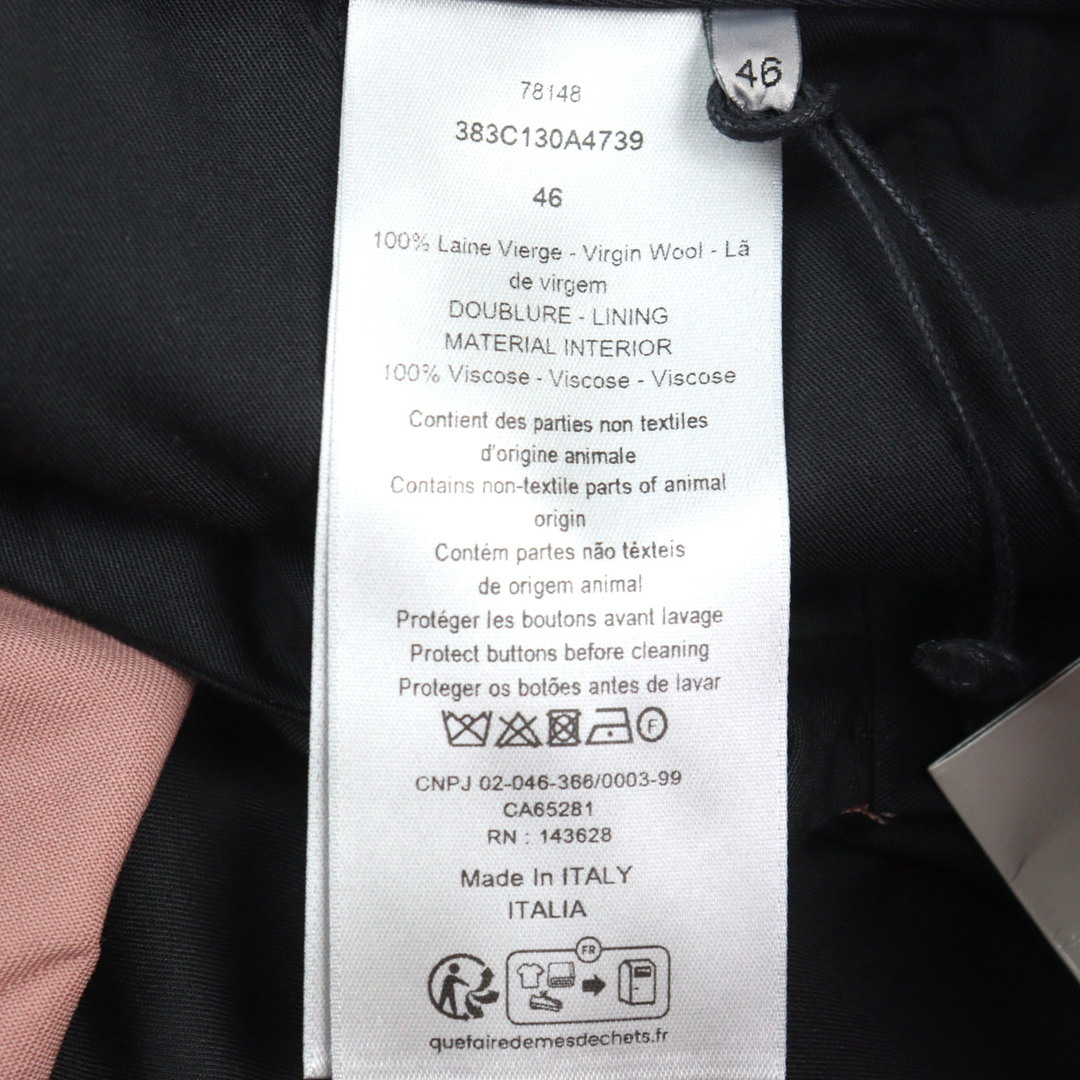 46
78148
383C130A4739
46
100% Laine Vierge - Virgin Wool - Lã
de virgem
DOUBLURE - LINING
MATERIAL INTERIOR
100% Viscose - Viscose - Viscose
Contient des parties non textiles
d'origine animale
Contains non-textile parts of animal
origin
Contém partes não têxteis
de origem animal
Protéger les boutons avant lavage
Protect buttons before cleaning
Proteger os botões antes de lavar
F
CNPJ 02-046-366/0003-99
CA65281
RN : 143628
Made In ITALY
ITALIA
FR
quefairedemesdechets.fr